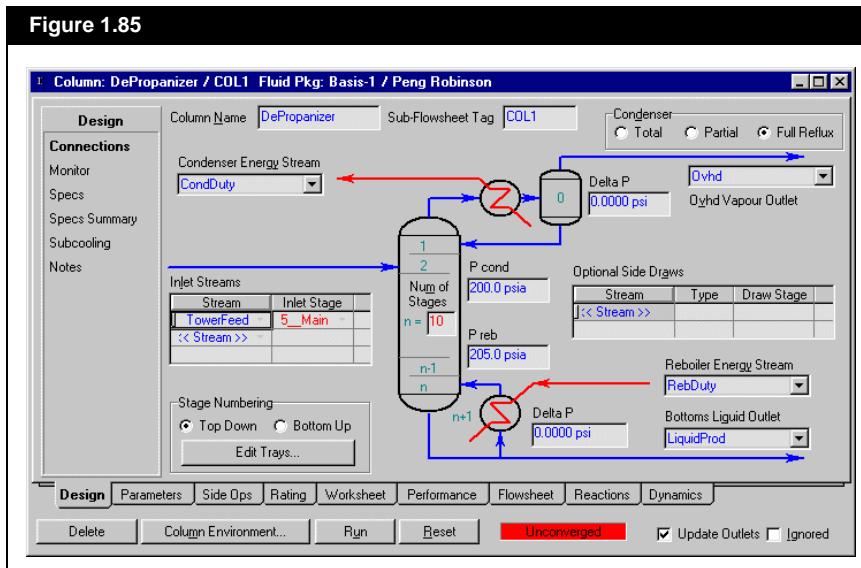 Figure 1.85
Column: DePropanizer / COL1 Fluid Pkg: Basis-1 / Peng Robinson
Design
Connections
Monitor
Specs
Specs Summary
Subcooling
Notes
Column Name DePropanizer Sub-Flowsheet Tag COL1
Condenser
Total Partial Full Reflux
Condenser Energy Stream
CondDuty
0
Delta P
0.0000 psi
Ovhd
Ovhd Vapour Outlet
1
2
Num of
Stages
n = 10
n-1
n
P cond
200.0 psia
P reb
205.0 psia
Inlet Streams
Stream Inlet Stage
TowerFeed 5__Main
<< Stream >>
Optional Side Draws
Stream Type Draw Stage
<< Stream >>
Stage Numbering
Top Down Bottom Up
Edit Trays...
n+1
Delta P
0.0000 psi
Reboiler Energy Stream
RebDuty
Bottoms Liquid Outlet
LiquidProd
Design Parameters Side Ops Rating Worksheet Performance Flowsheet Reactions Dynamics
Delete Column Environment... Run Reset Unconverged Update Outlets Ignored